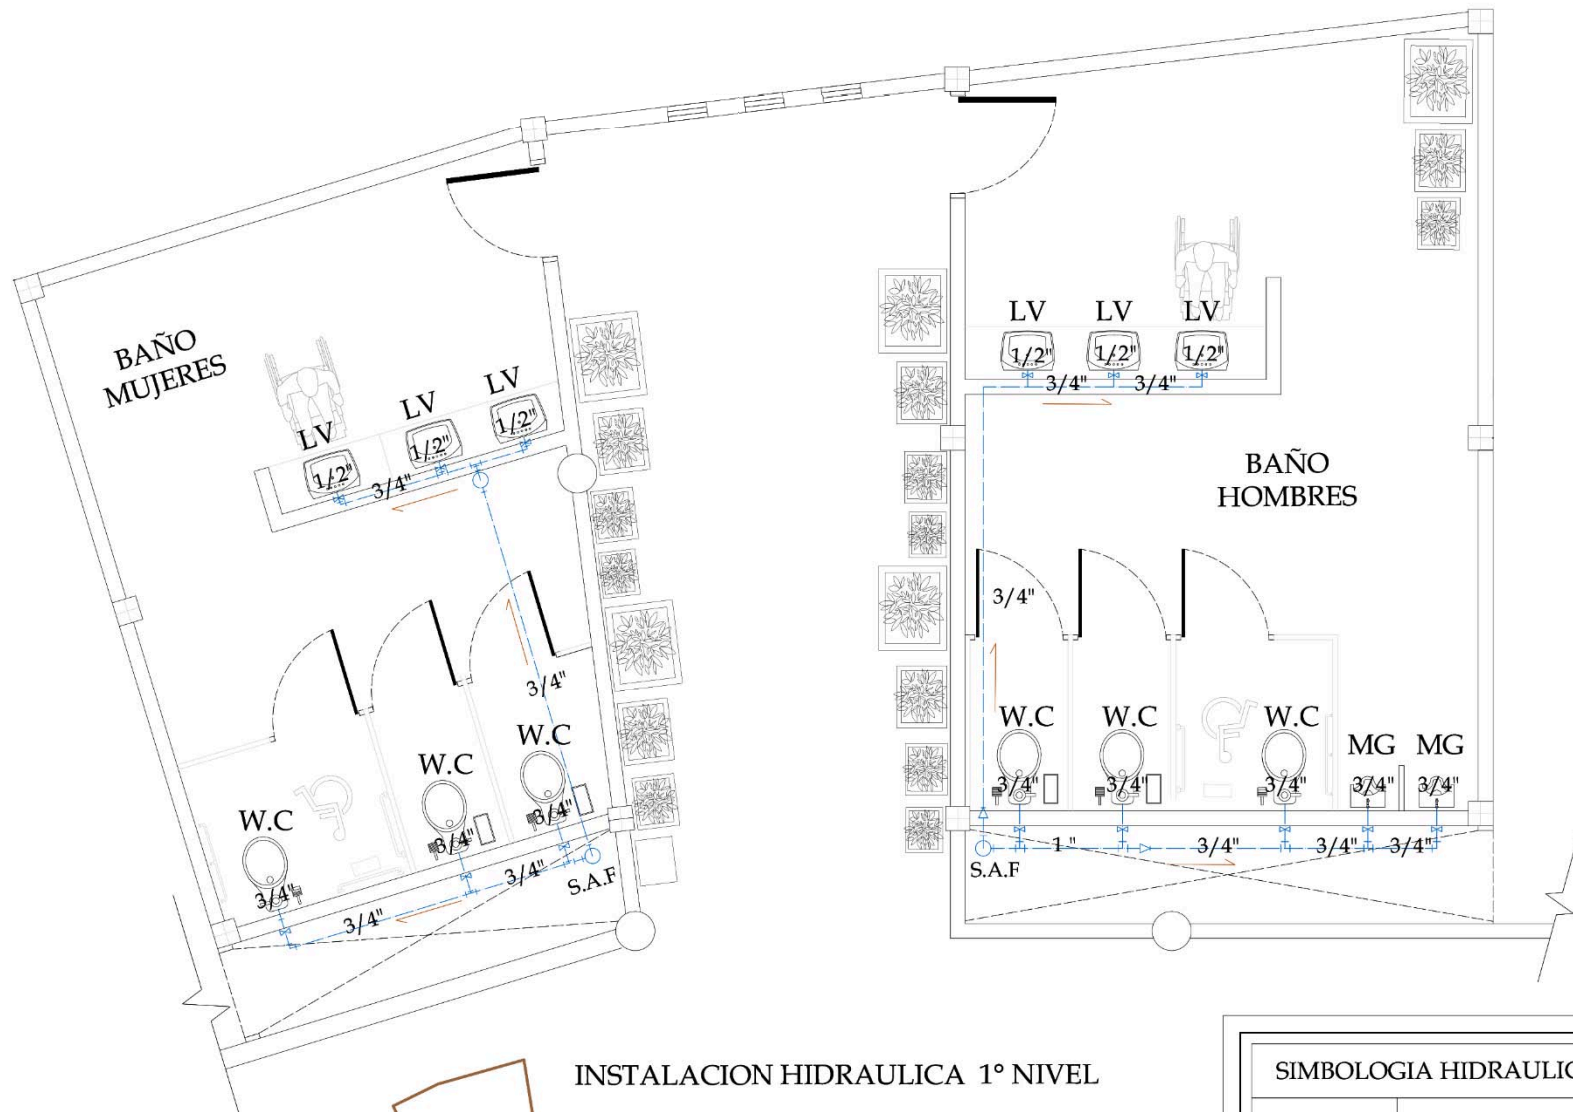 BAÑO
MUJERES
LV
LV
LV
1/2"
1/2"
1/2"
3/4"
3/4"
W.C
W.C
W.C
3/4"
3/4"
3/4"
3/4"
3/4"
S.A.F
LV
LV
LV
1/2"
1/2"
1/2"
3/4"
3/4"
BAÑO
HOMBRES
3/4"
W.C
W.C
W.C
MG
MG
3/4"
3/4"
3/4"
3/4"
3/4"
1 "
3/4"
3/4"
3/4"
S.A.F
INSTALACION HIDRAULICA 1° NIVEL
SIMBOLOGIA HIDRAULIC